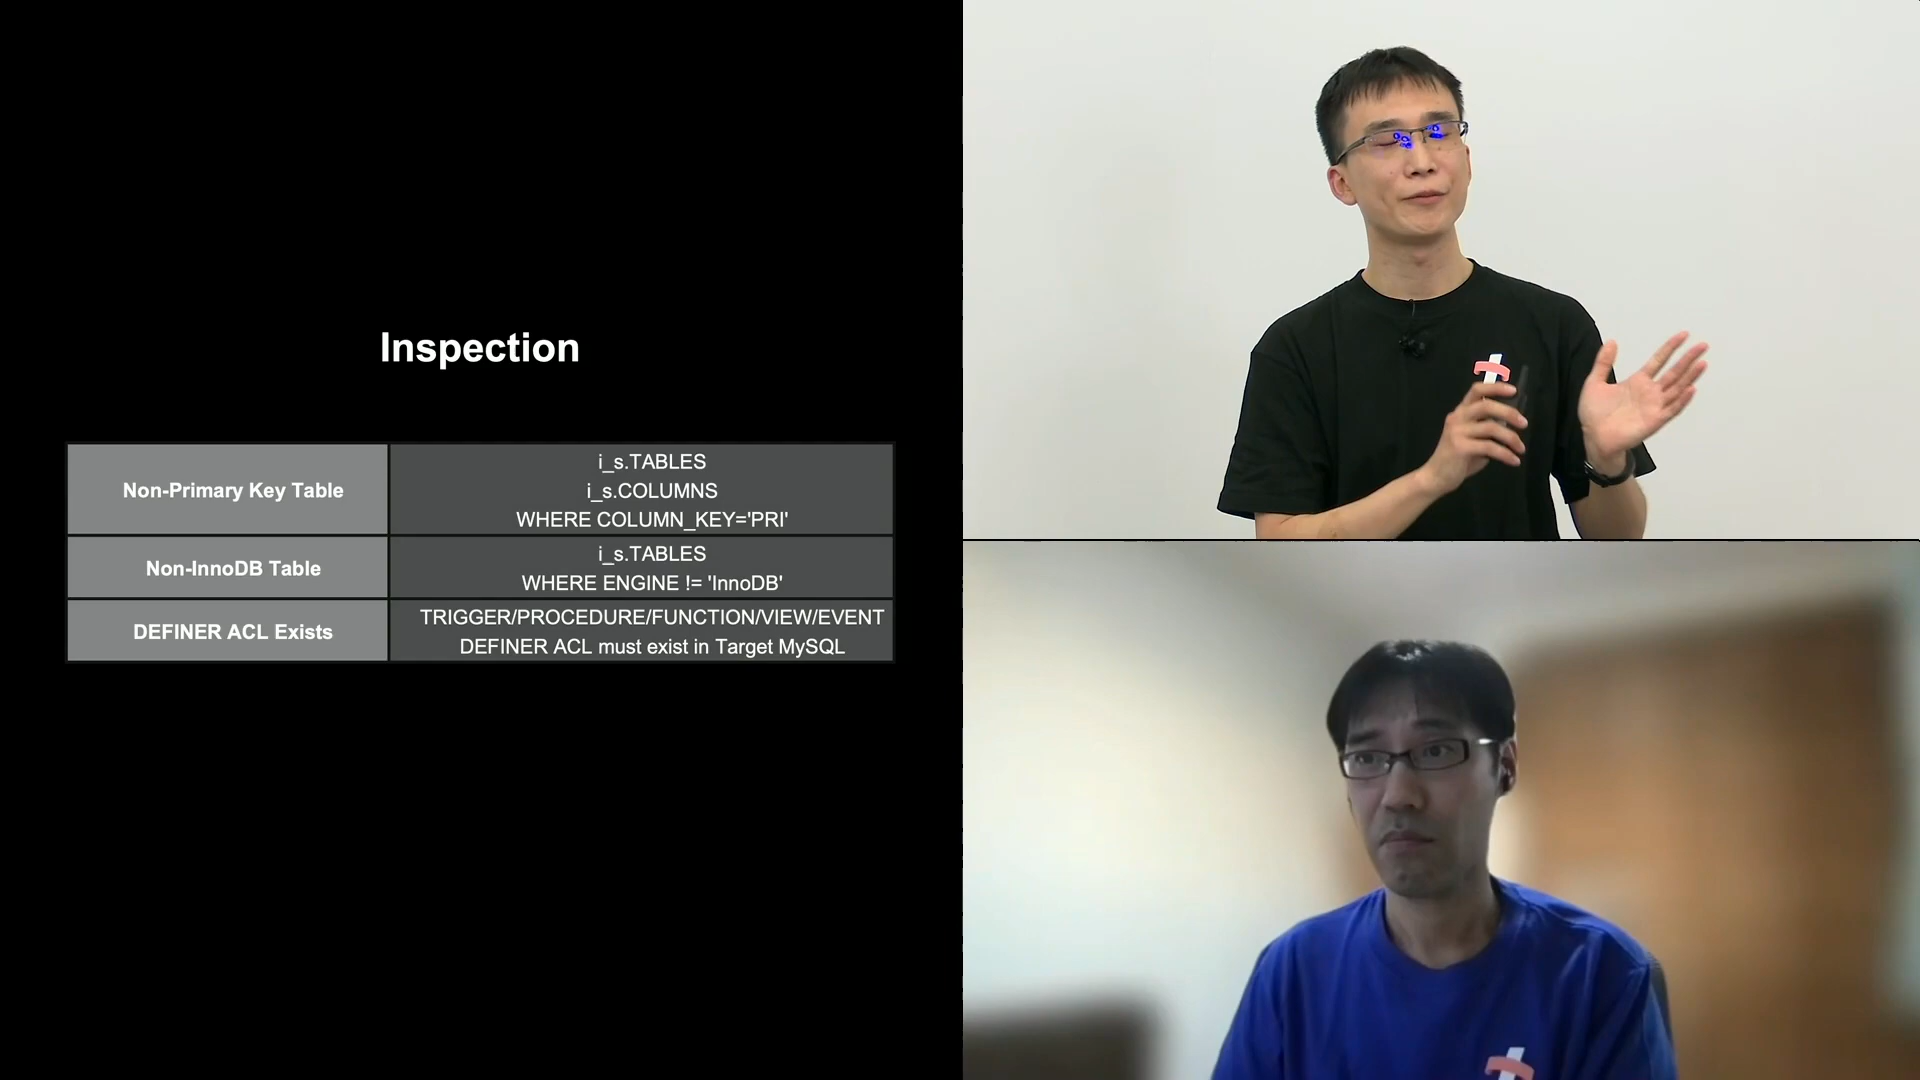 Inspection
Non-Primary Key Table
i_s.TABLES
i_s.COLUMNS
WHERE COLUMN_KEY='PRI'
Non-InnoDB Table
i_s.TABLES
WHERE ENGINE != 'InnoDB'
DEFINER ACL Exists
TRIGGER/PROCEDURE/FUNCTION/VIEW/EVENT
DEFINER ACL must exist in Target MySQL